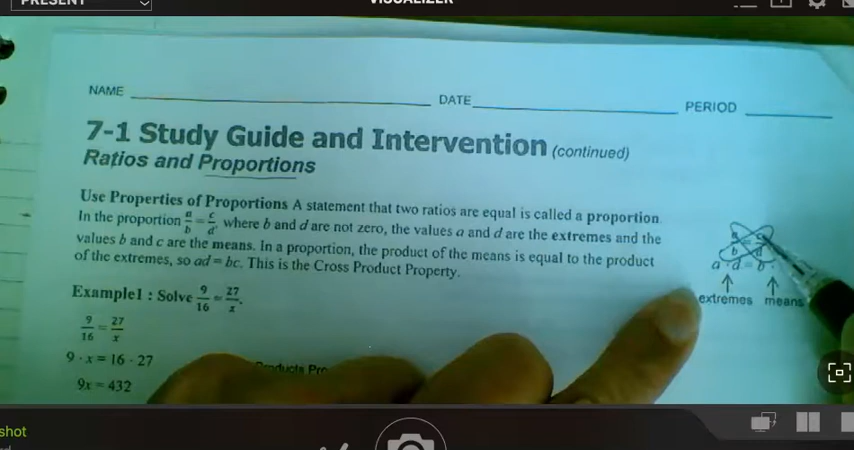 PRESENT
VISUALIZER
NAME DATE PERIOD
7-1 Study Guide and Intervention (continued)
Ratios and Proportions
Use Properties of Proportions A statement that two ratios are equal is called a proportion.
In the proportion a/b = c/d, where b and d are not zero, the values a and d are the extremes and the
values b and c are the means. In a proportion, the product of the means is equal to the product
of the extremes, so ad = bc. This is the Cross Product Property.
a · d = b ·
extremes means
Example1 : Solve 9/16 = 27/x.
9/16 = 27/x
9 · x = 16 · 27
9x = 432
shot